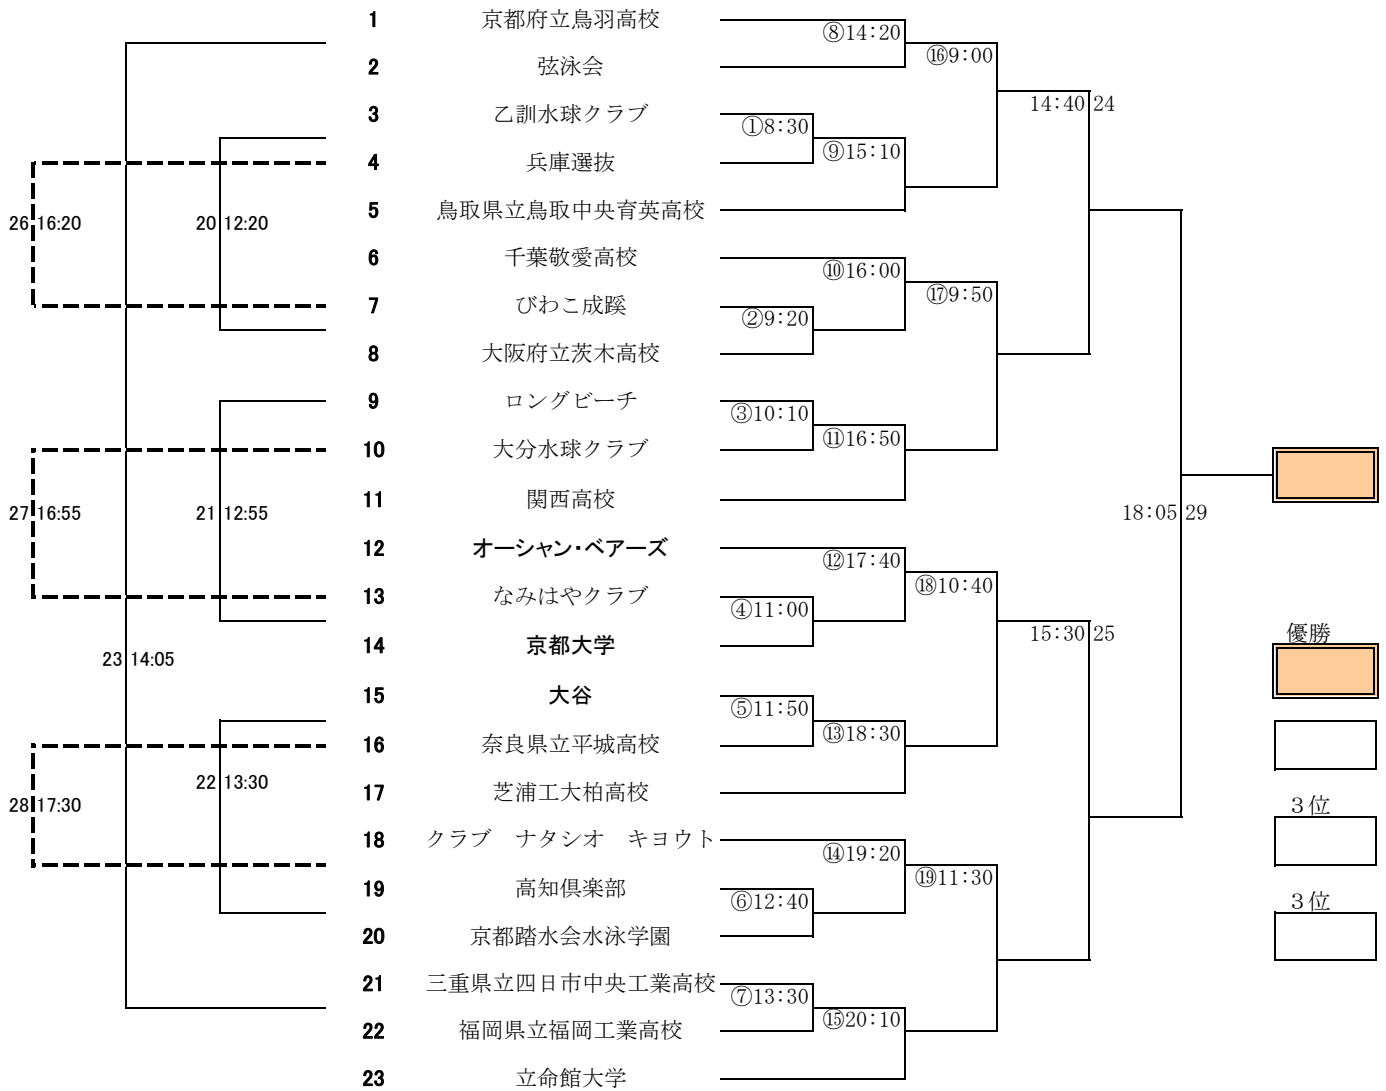 1 京都府立鳥羽高校
⑧14:20
⑯9:00
2 弦泳会
14:40 24
3 乙訓水球クラブ
①8:30
⑨15:10
4 兵庫選抜
5 鳥取県立鳥取中央育英高校
26 16:20
20 12:20
6 千葉敬愛高校
⑩16:00
⑰9:50
7 びわこ成蹊
②9:20
8 大阪府立茨木高校
9 ロングビーチ
③10:10
⑪16:50
10 大分水球クラブ
11 関西高校
27 16:55
21 12:55
18:05 29
12 オーシャン・ベアーズ
⑫17:40
⑱10:40
13 なみはやクラブ
④11:00
15:30 25
優勝
14 京都大学
23 14:05
15 大谷
⑤11:50
⑬18:30
16 奈良県立平城高校
22 13:30
17 芝浦工大柏高校
28 17:30
3位
18 クラブ　ナタシオ　キヨウト
⑭19:20
⑲11:30
19 高知倶楽部
⑥12:40
3位
20 京都踏水会水泳学園
21 三重県立四日市中央工業高校
⑦13:30
⑮20:10
22 福岡県立福岡工業高校
23 立命館大学